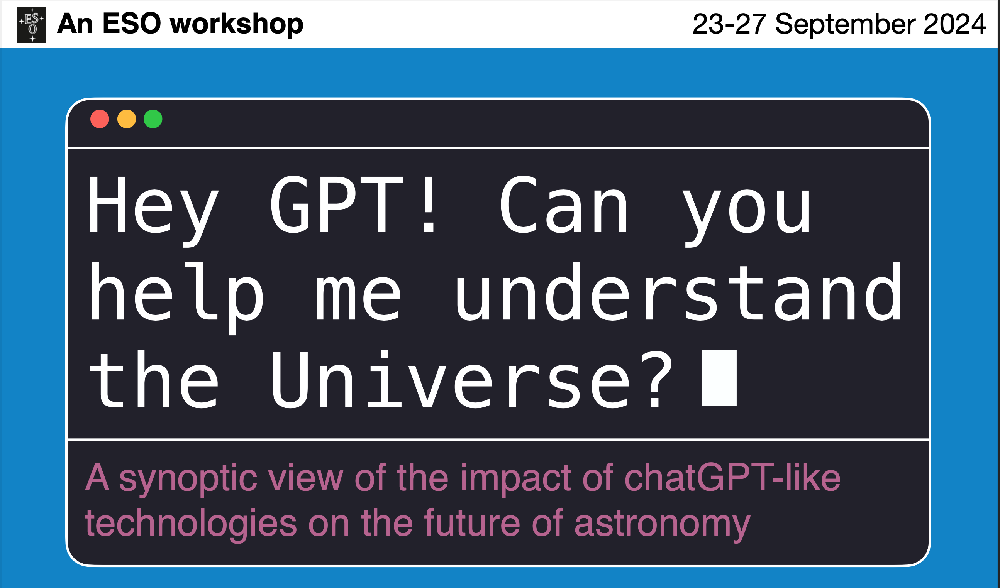 ESO
An ESO workshop
23-27 September 2024
Hey GPT! Can you
help me understand
the Universe?
A synoptic view of the impact of chatGPT-like
technologies on the future of astronomy